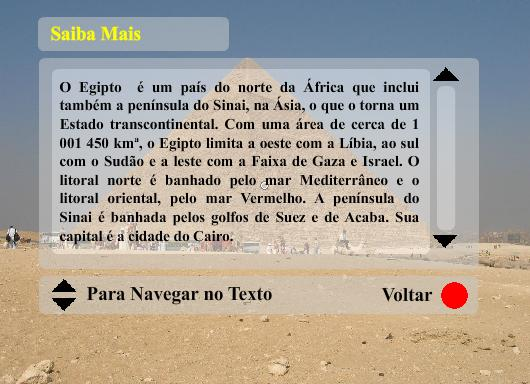 Saiba Mais
O Egipto é um país do norte da África que inclui
também a península do Sinai, na Ásia, o que o torna um
Estado transcontinental. Com uma área de cerca de 1
001 450 kmª, o Egipto limita a oeste com a Líbia, ao sul
com o Sudão e a leste com a Faixa de Gaza e Israel. O
litoral norte é banhado pelo mar Mediterrâneo e o
litoral oriental, pelo mar Vermelho. A península do
Sinai é banhada pelos golfos de Suez e de Acaba. Sua
capital é a cidade do Cairo.
Para Navegar no Texto
Voltar